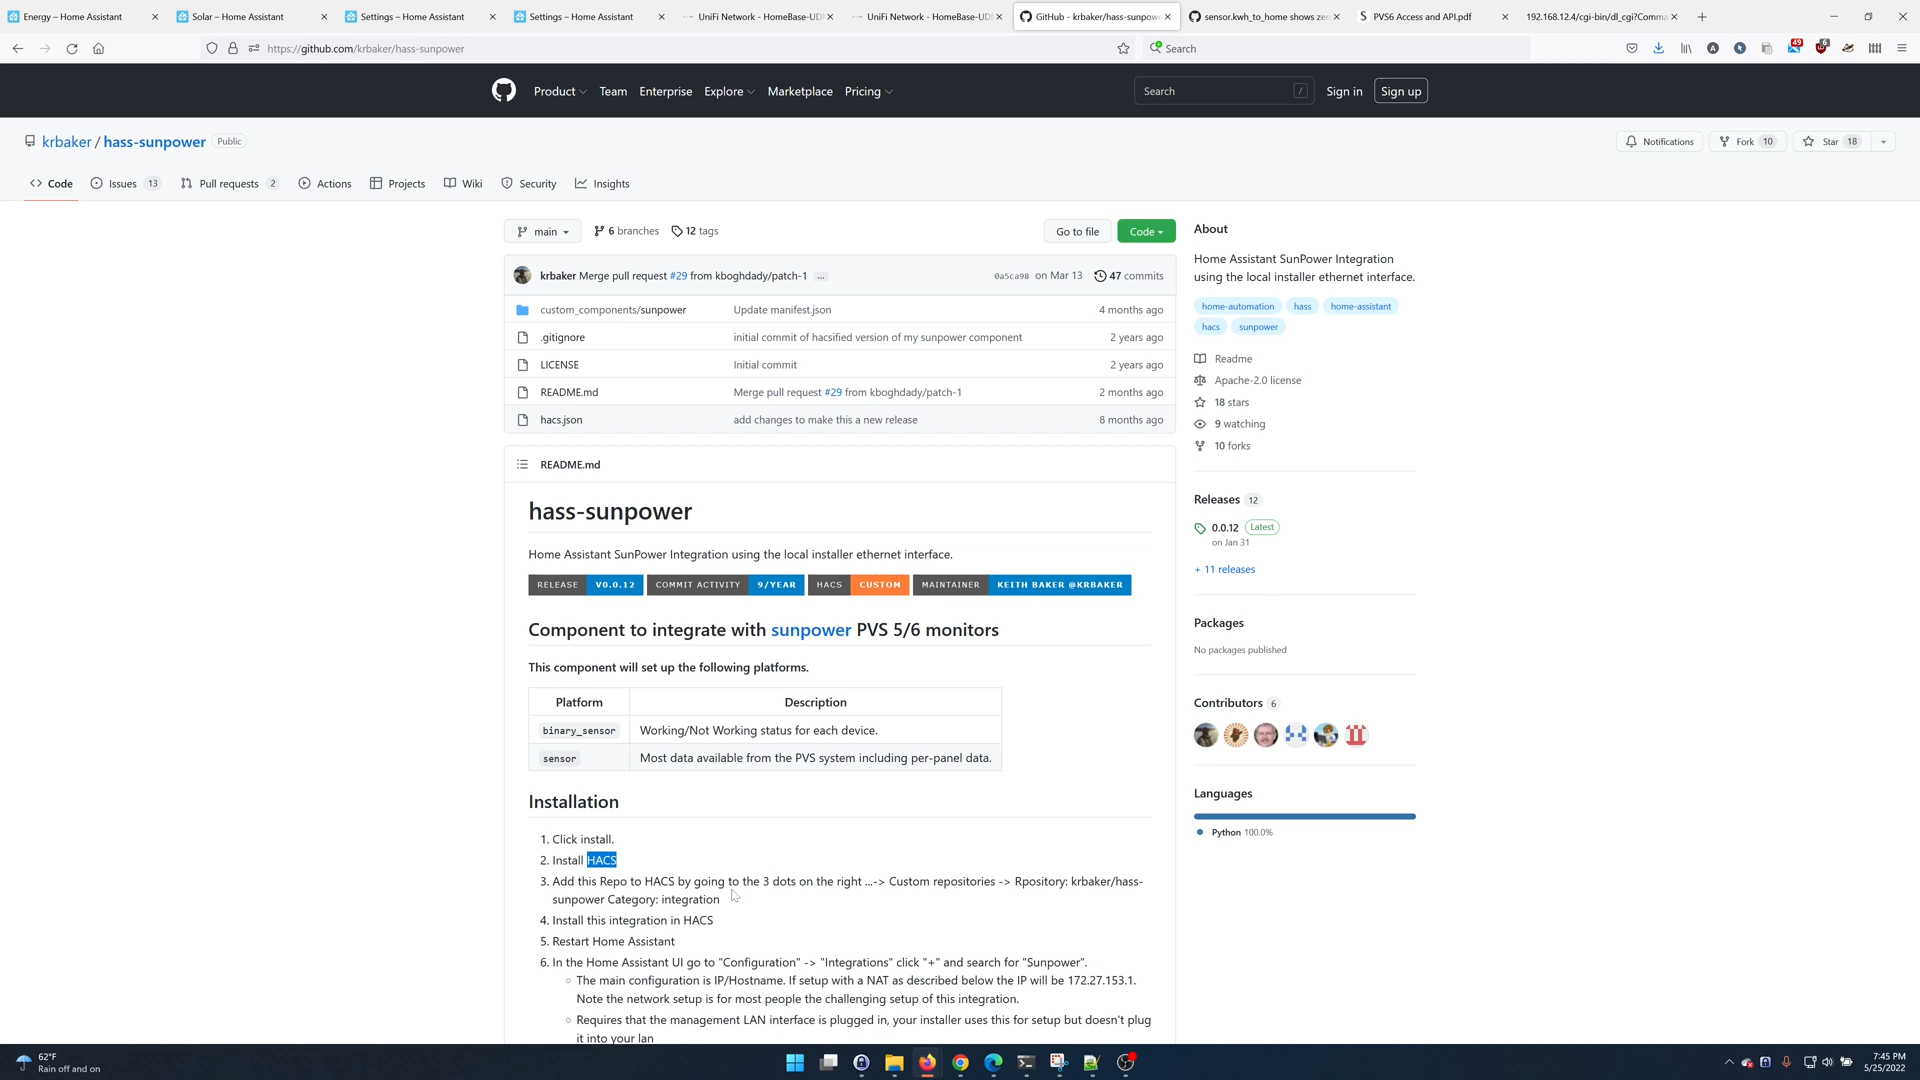 Energy – Home Assistant
Solar – Home Assistant
Settings – Home Assistant
Settings – Home Assistant
UniFi Network - HomeBase-UD
UniFi Network - HomeBase-UD
GitHub - krbaker/hass-sunpow
sensor.kwh_to_home shows zer
PVS6 Access and API.pdf
192.168.12.4/cgi-bin/dl_cgi?Comma
https://github.com/krbaker/hass-sunpower
Search
49
6
Product
Team
Enterprise
Explore
Marketplace
Pricing
Search
/
Sign in
Sign up
krbaker / hass-sunpower
Public
Notifications
Fork 10
Star 18
Code
Issues 13
Pull requests 2
Actions
Projects
Wiki
Security
Insights
main
6 branches
12 tags
Go to file
Code
krbaker Merge pull request #29 from kboghdady/patch-1 ...
0a5ca98 on Mar 13
47 commits
custom_components/sunpower
Update manifest.json
4 months ago
.gitignore
initial commit of hacsified version of my sunpower component
2 years ago
LICENSE
Initial commit
2 years ago
README.md
Merge pull request #29 from kboghdady/patch-1
2 months ago
hacs.json
add changes to make this a new release
8 months ago
README.md
hass-sunpower
Home Assistant SunPower Integration using the local installer ethernet interface.
RELEASE V0.0.12
COMMIT ACTIVITY 9/YEAR
HACS CUSTOM
MAINTAINER KEITH BAKER @KRBAKER
Component to integrate with sunpower PVS 5/6 monitors
This component will set up the following platforms.
Platform
Description
binary_sensor
Working/Not Working status for each device.
sensor
Most data available from the PVS system including per-panel data.
Installation
1. Click install.
2. Install HACS
3. Add this Repo to HACS by going to the 3 dots on the right ...-> Custom repositories -> Rpository: krbaker/hass-
sunpower Category: integration
4. Install this integration in HACS
5. Restart Home Assistant
6. In the Home Assistant UI go to "Configuration" -> "Integrations" click "+" and search for "Sunpower".
The main configuration is IP/Hostname. If setup with a NAT as described below the IP will be 172.27.153.1.
Note the network setup is for most people the challenging setup of this integration.
Requires that the management LAN interface is plugged in, your installer uses this for setup but doesn't plug
it into your lan
About
Home Assistant SunPower Integration
using the local installer ethernet interface.
home-automation
hass
home-assistant
hacs
sunpower
Readme
Apache-2.0 license
18 stars
9 watching
10 forks
Releases 12
0.0.12 Latest
on Jan 31
+ 11 releases
Packages
No packages published
Contributors 6
Languages
Python 100.0%
62°F
Rain off and on
7:45 PM
5/25/2022